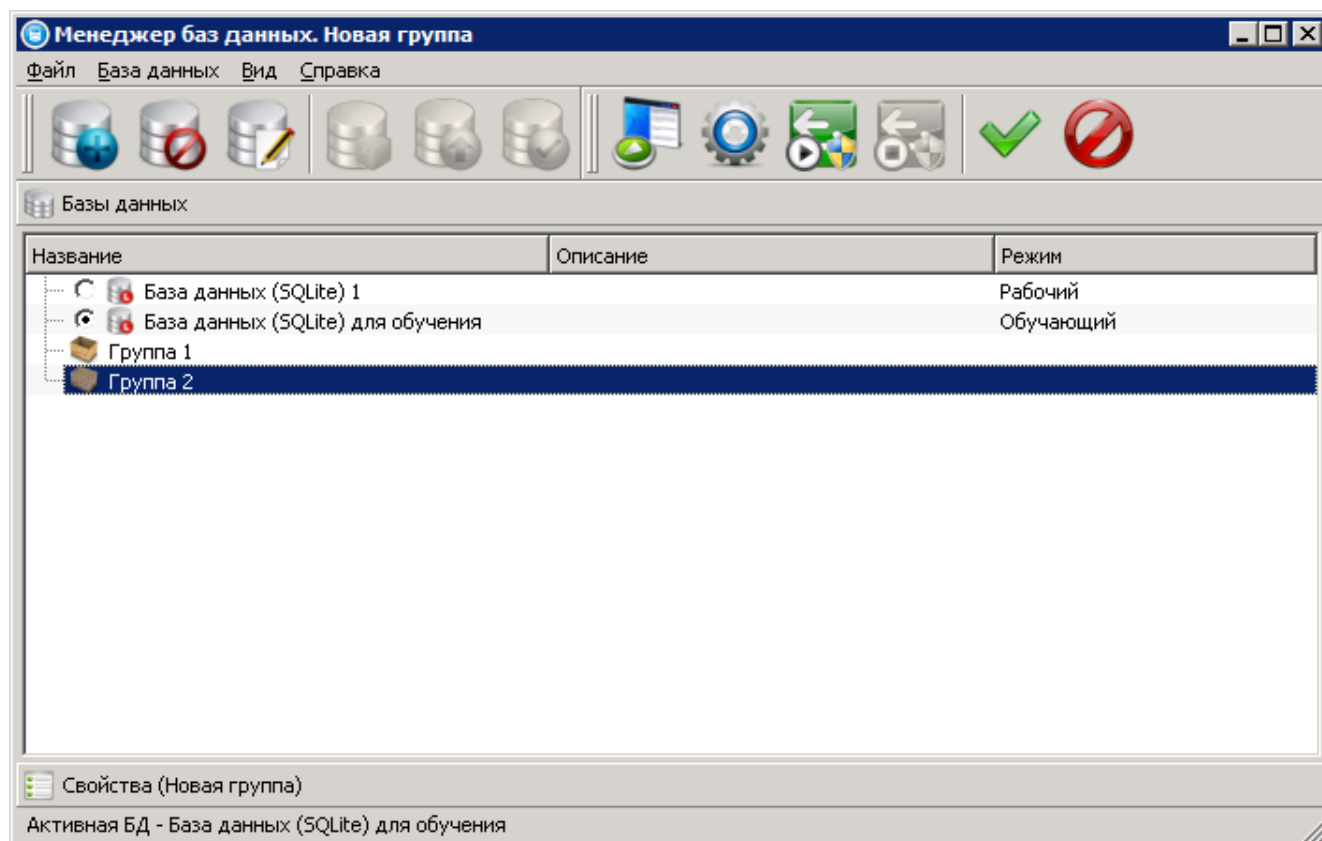 Менеджер баз данных. Новая группа
Файл База данных Вид Справка
Базы данных
Название Описание Режим
База данных (SQLite) 1 Рабочий
База данных (SQLite) для обучения Обучающий
Группа 1
Группа 2
Свойства (Новая группа)
Активная БД - База данных (SQLite) для обучения